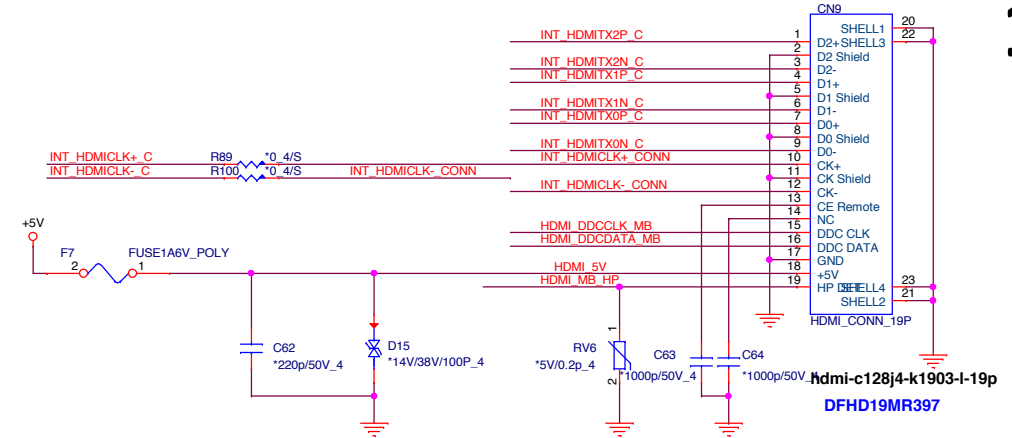 CN9
INT_HDMITX2P_C 1 D2+ SHELL1 20
SHELL3 22
2 D2 Shield
INT_HDMITX2N_C 3 D2-
INT_HDMITX1P_C 4 D1+
5 D1 Shield
INT_HDMITX1N_C 6 D1-
INT_HDMITX0P_C 7 D0+
8 D0 Shield
INT_HDMITX0N_C 9 D0-
INT_HDMICLK+_C R89 *0_4/S INT_HDMICLK+_CONN 10 CK+
INT_HDMICLK-_C R100 *0_4/S INT_HDMICLK-_CONN 11 CK Shield
INT_HDMICLK-_CONN 12 CK-
13 CE Remote
14 NC
HDMI_DDCCLK_MB 15 DDC CLK
HDMI_DDCDATA_MB 16 DDC DATA
17 GND
+5V
F7 FUSE1A6V_POLY
2 1 HDMI_5V 18 +5V
HDMI_MB_HP 19 HP DET SHELL4 23
SHELL2 21
HDMI_CONN_19P
C62
*220p/50V_4
D15
*14V/38V/100P_4
1
RV6
*5V/0.2p_4
2
C63
*1000p/50V_4
C64
*1000p/50V_4
hdmi-c128j4-k1903-l-19p
DFHD19MR397